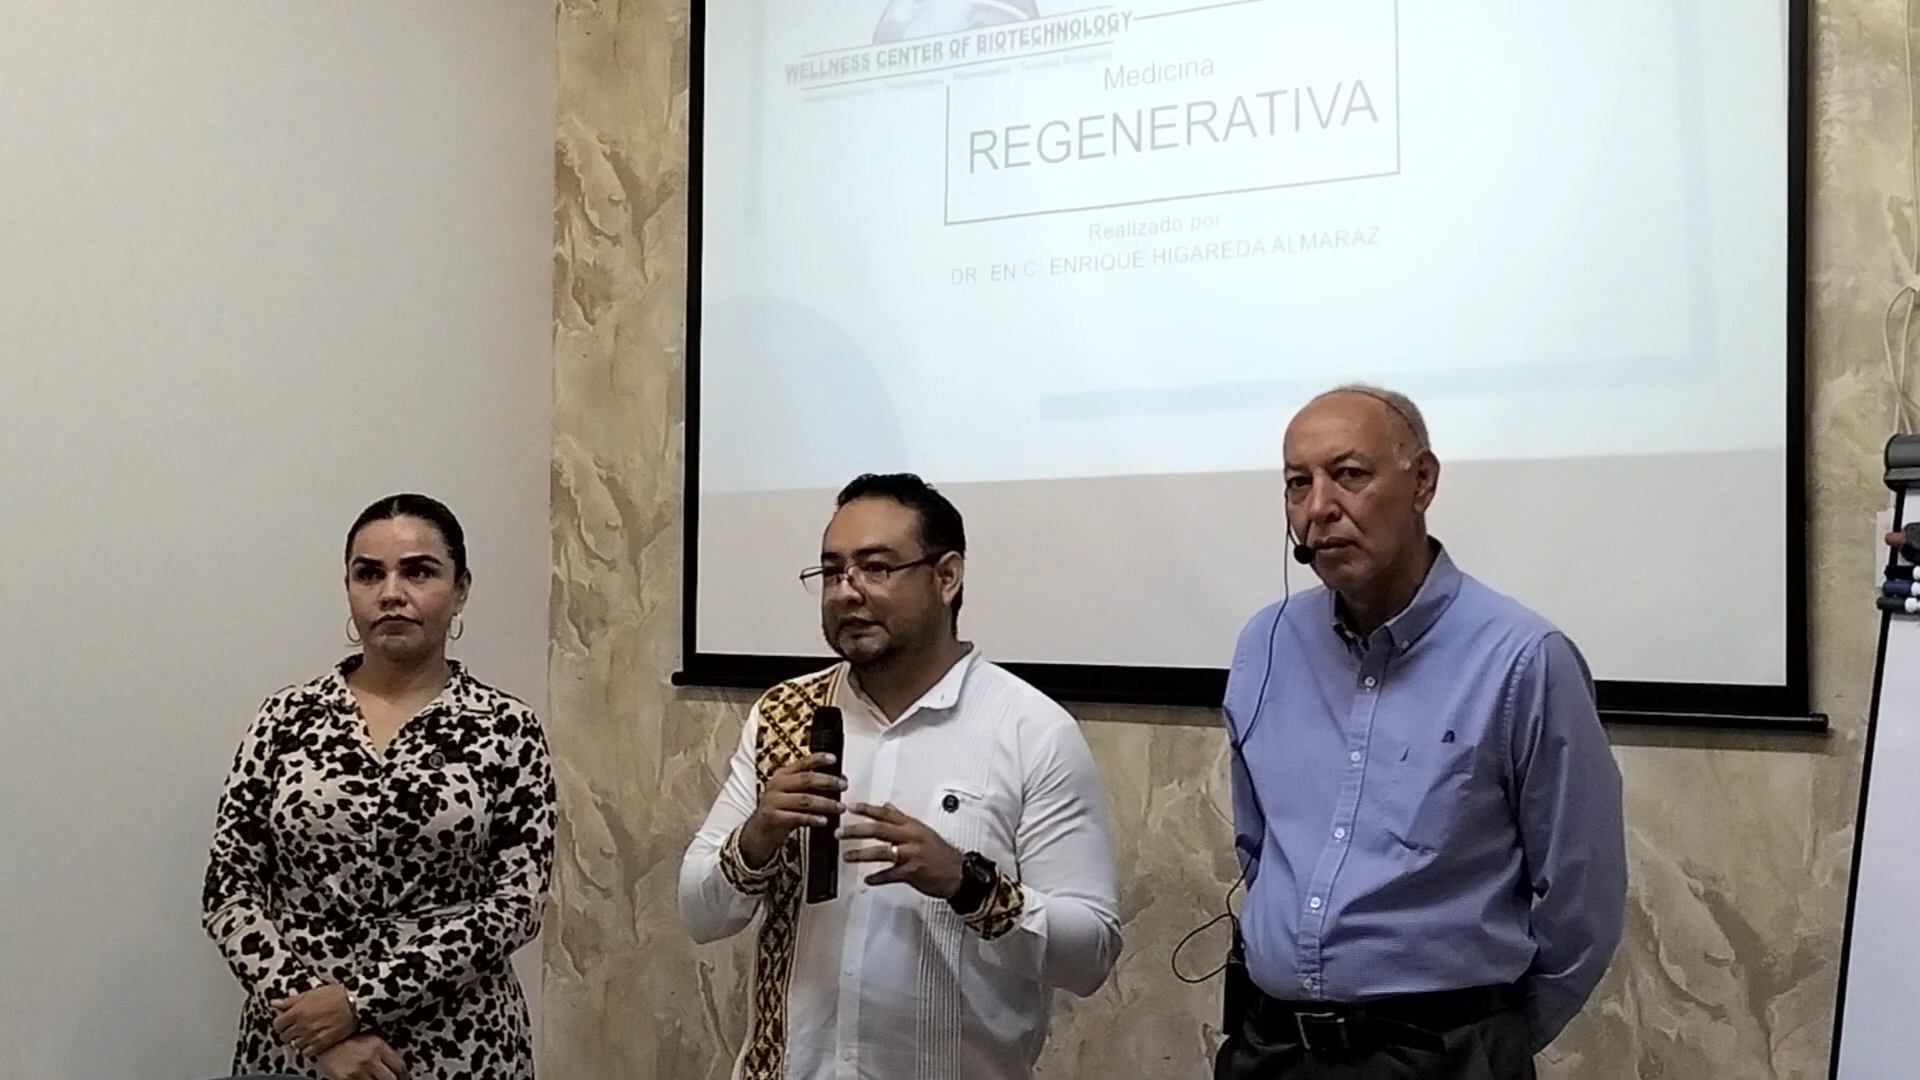 WELLNESS CENTER OF BIOTECHNOLOGY
Medicina
REGENERATIVA
Realizado por
DR. EN C. ENRIQUE HIGAREDA ALMARAZ